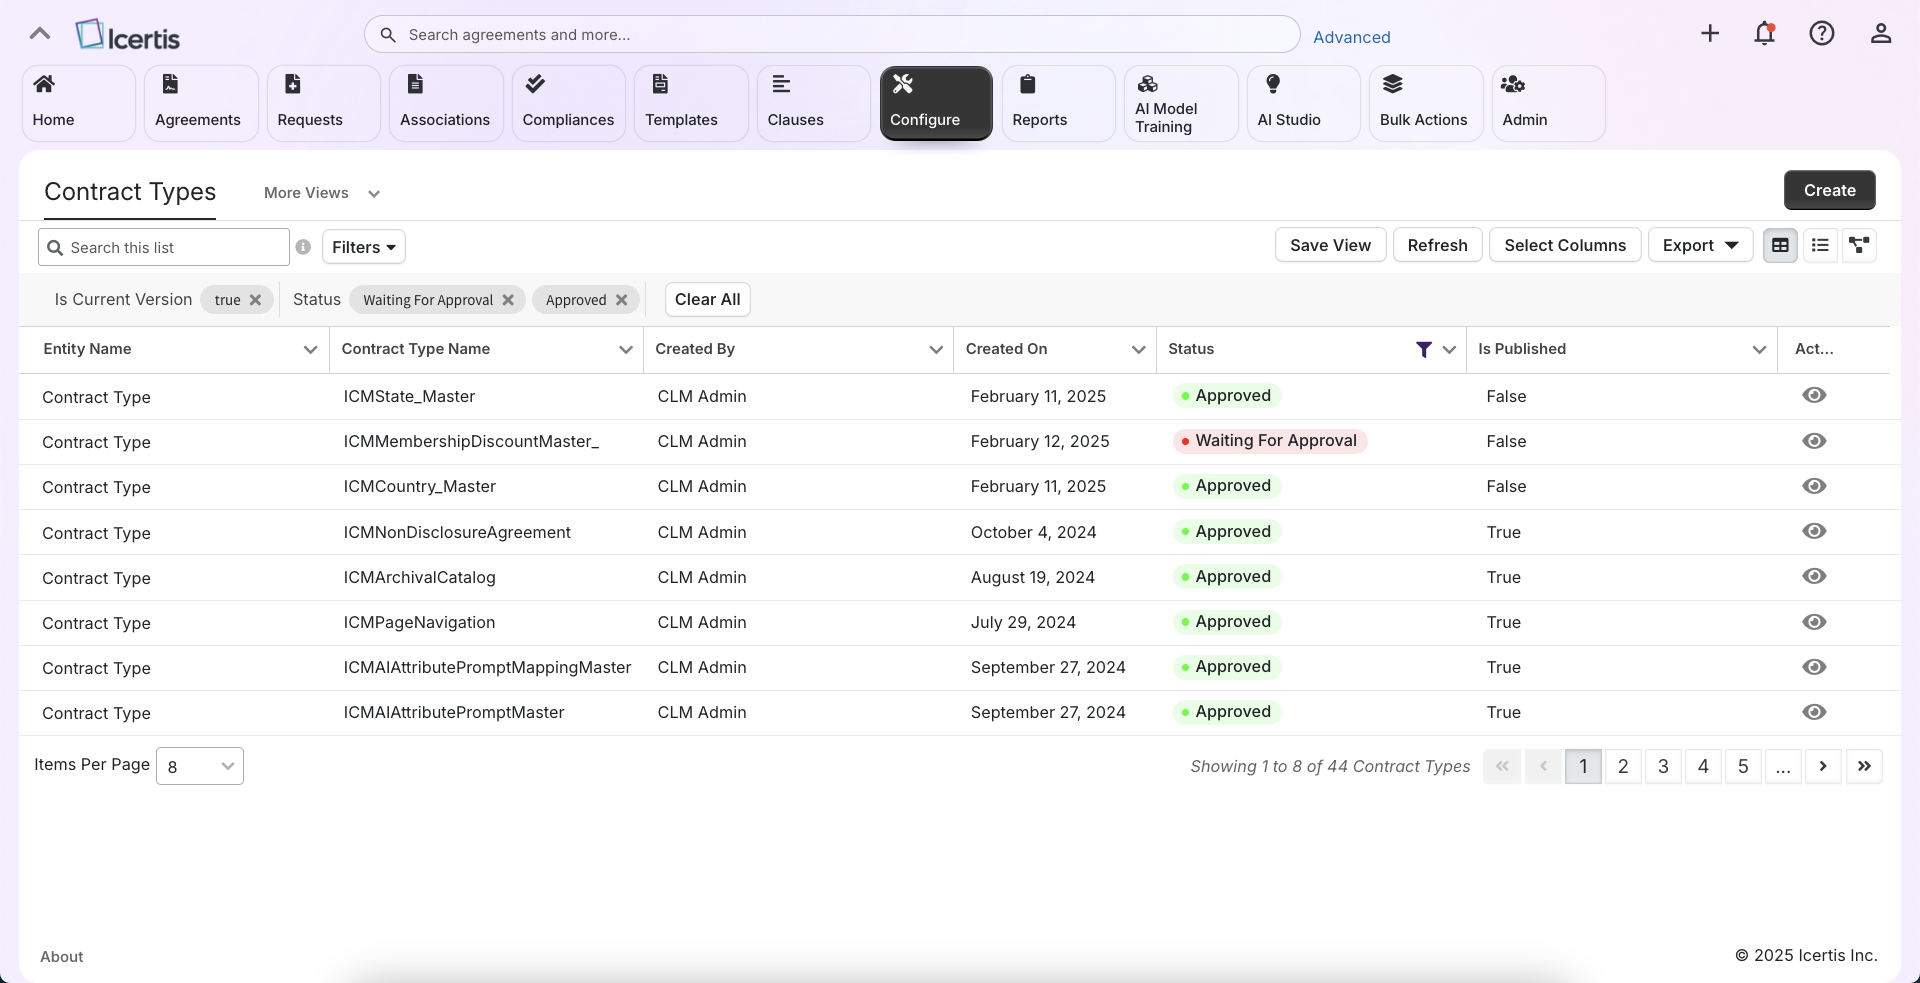 Icertis
Search agreements and more...
Advanced
Home
Agreements
Requests
Associations
Compliances
Templates
Clauses
Configure
Reports
AI Model
Training
AI Studio
Bulk Actions
Admin
Contract Types
More Views
Create
Search this list
Filters
Save View
Refresh
Select Columns
Export
Is Current Version true Status Waiting For Approval Approved Clear All
Entity Name Contract Type Name Created By Created On Status Is Published Act...
Contract Type ICMState_Master CLM Admin February 11, 2025 Approved False
Contract Type ICMMembershipDiscountMaster_ CLM Admin February 12, 2025 Waiting For Approval False
Contract Type ICMCountry_Master CLM Admin February 11, 2025 Approved False
Contract Type ICMNonDisclosureAgreement CLM Admin October 4, 2024 Approved True
Contract Type ICMArchivalCatalog CLM Admin August 19, 2024 Approved True
Contract Type ICMPageNavigation CLM Admin July 29, 2024 Approved True
Contract Type ICMAIAttributePromptMappingMaster CLM Admin September 27, 2024 Approved True
Contract Type ICMAIAttributePromptMaster CLM Admin September 27, 2024 Approved True
Items Per Page 8
Showing 1 to 8 of 44 Contract Types « ‹ 1 2 3 4 5 ... › »
About
© 2025 Icertis Inc.